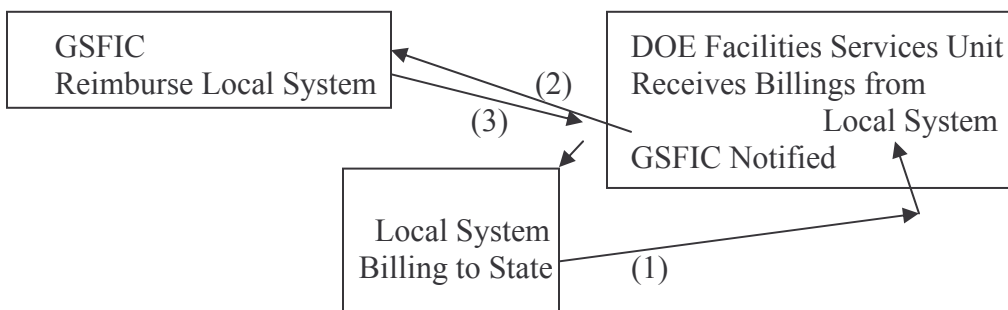 GSFIC
Reimburse Local System
(2)
(3)
DOE Facilities Services Unit
Receives Billings from
Local System
GSFIC Notified
Local System
Billing to State
(1)